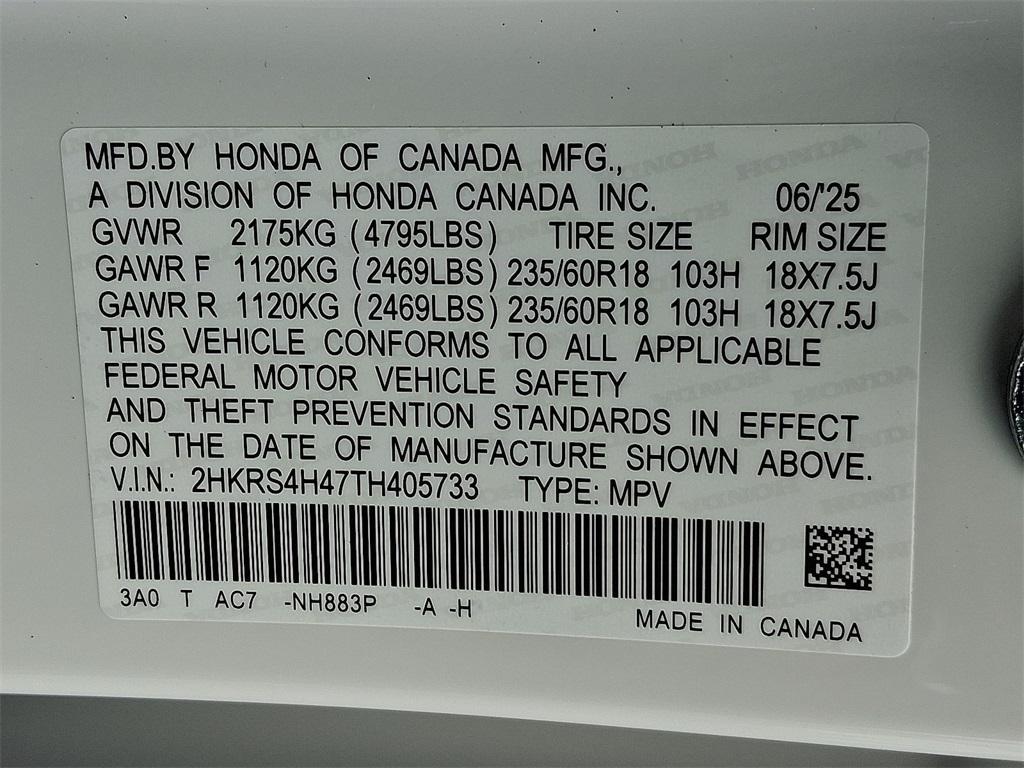 MFD.BY HONDA OF CANADA MFG.,
A DIVISION OF HONDA CANADA INC. 06/'25
GVWR 2175KG (4795LBS) TIRE SIZE RIM SIZE
GAWR F 1120KG (2469LBS) 235/60R18 103H 18X7.5J
GAWR R 1120KG (2469LBS) 235/60R18 103H 18X7.5J
THIS VEHICLE CONFORMS TO ALL APPLICABLE
FEDERAL MOTOR VEHICLE SAFETY
AND THEFT PREVENTION STANDARDS IN EFFECT
ON THE DATE OF MANUFACTURE SHOWN ABOVE.
V.I.N.: 2HKRS4H47TH405733 TYPE: MPV
3A0 T AC7 -NH883P -A -H
MADE IN CANADA